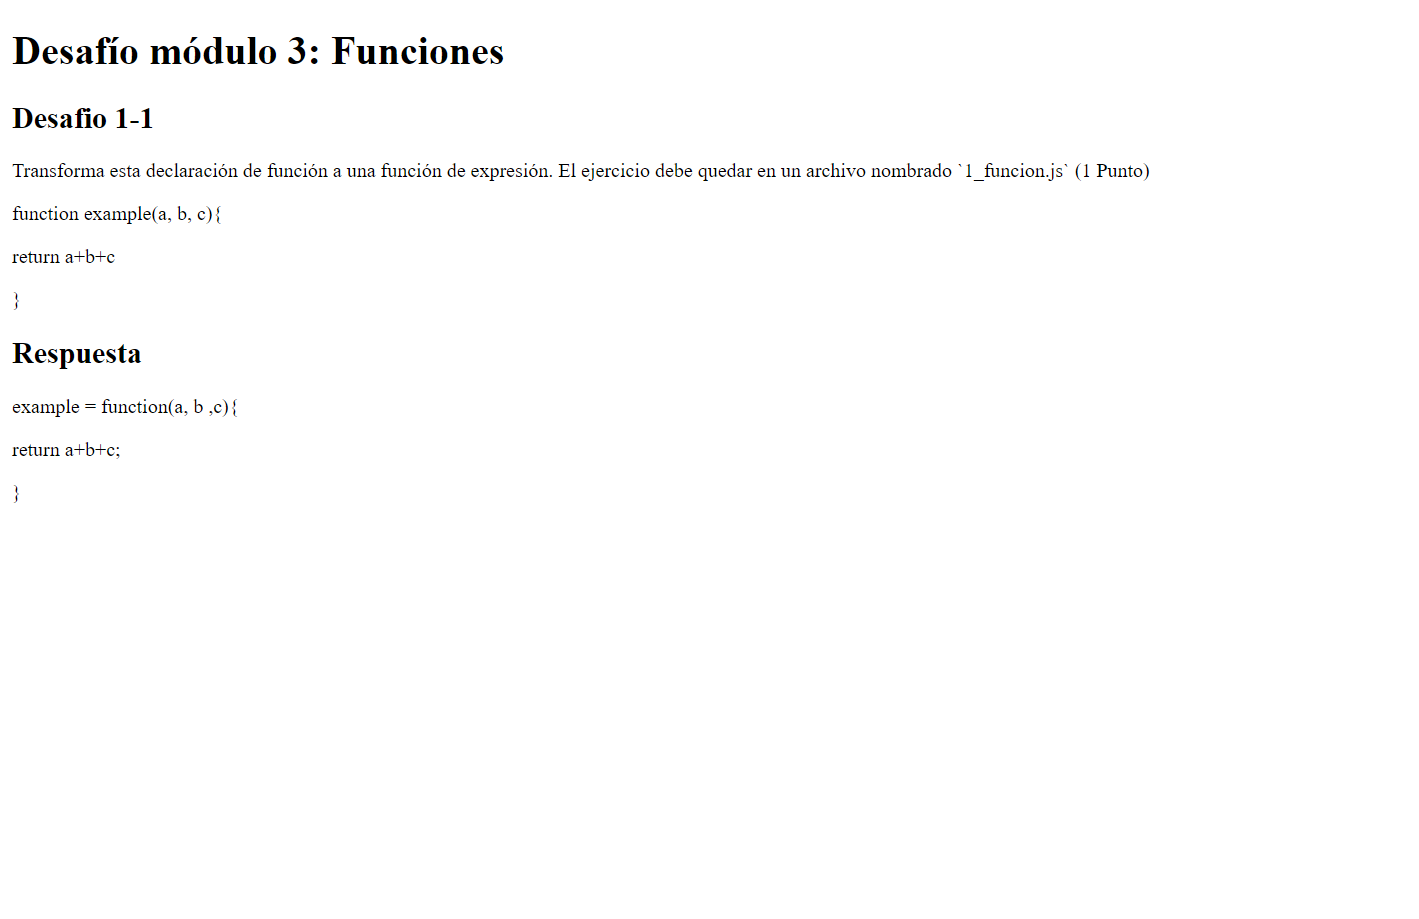 Desafío módulo 3: Funciones
Desafio 1-1
Transforma esta declaración de función a una función de expresión. El ejercicio debe quedar en un archivo nombrado `1_funcion.js` (1 Punto)
function example(a, b, c){
return a+b+c
}
Respuesta
example = function(a, b ,c){
return a+b+c;
}